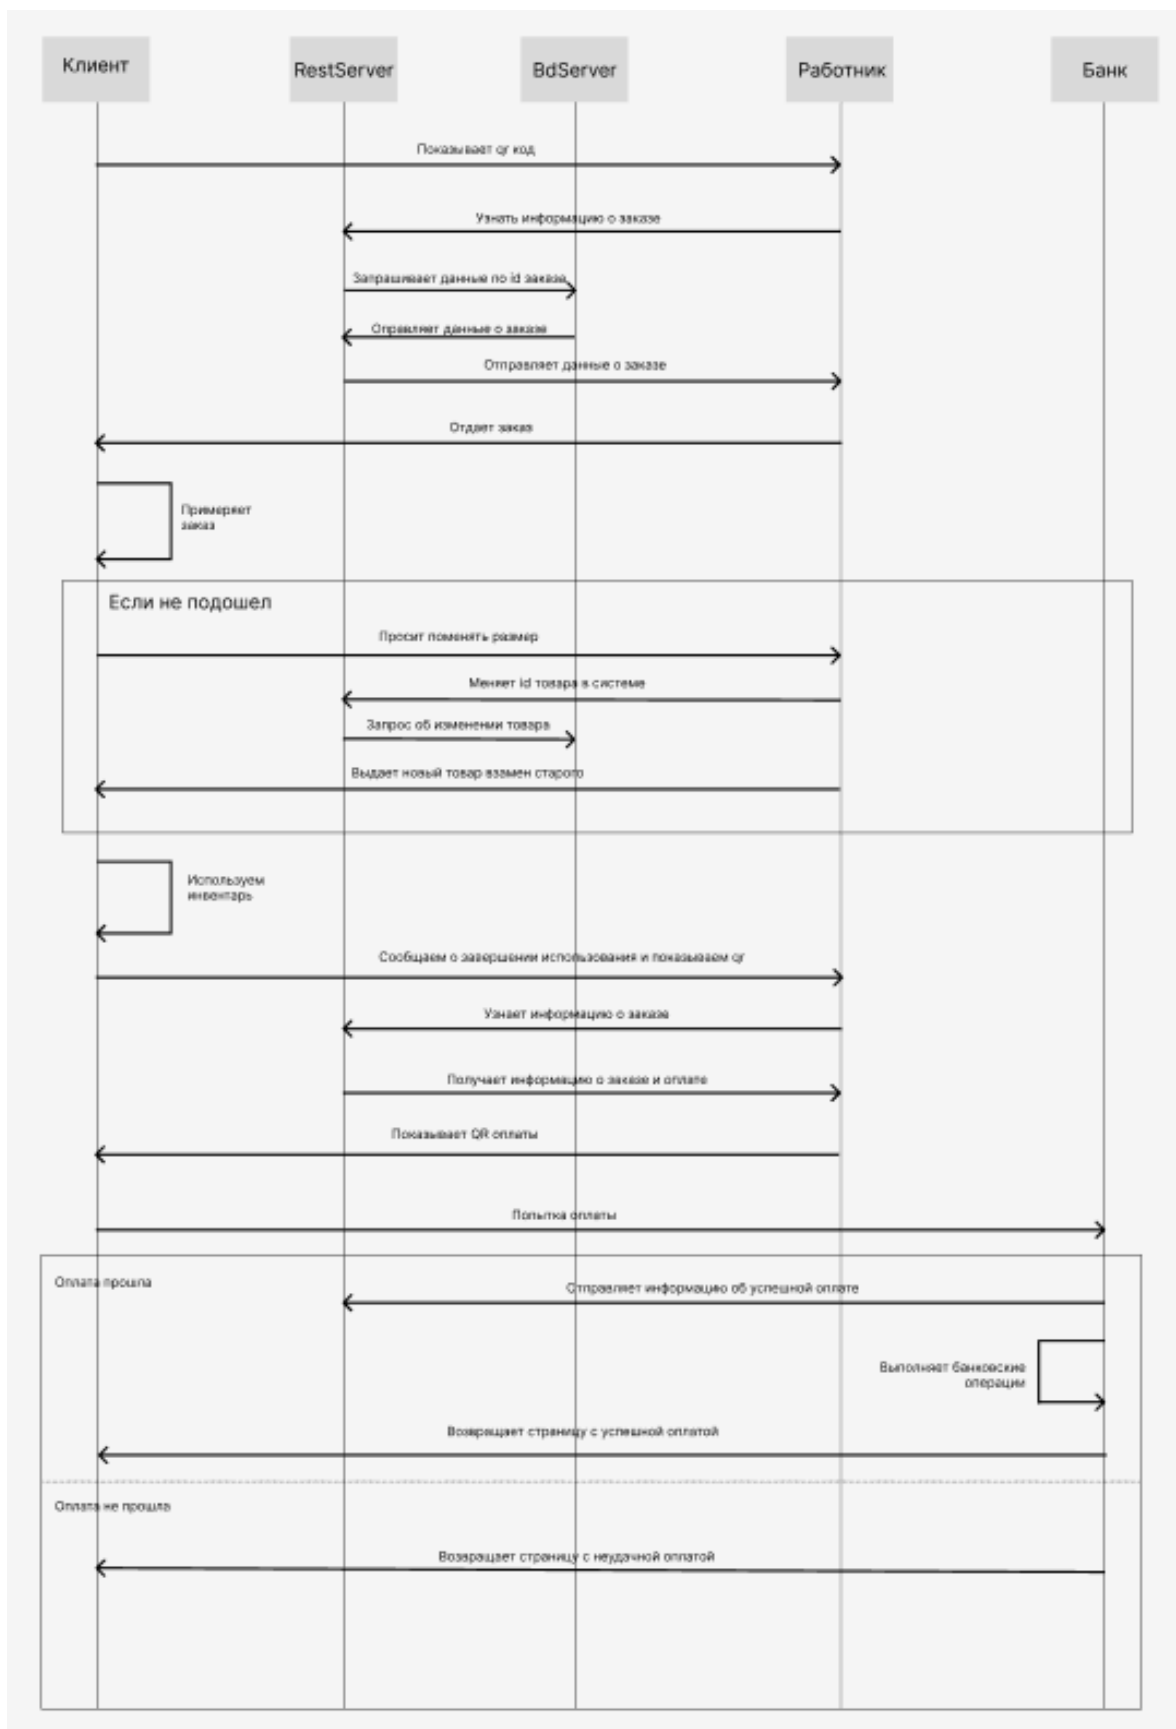 Клиент
RestServer
BdServer
Работник
Банк
Показывает qr код
Узнать информацию о заказе
Запрашивает данные по id заказе
Оправляет данные о заказе
Отправляет данные о заказе
Отдает заказ
Примеряет
заказ
Если не подошел
Просит поменять размер
Меняет id товара в системе
Запрос об изменении товара
Выдает новый товар взамен старого
Используем
инвентарь
Сообщаем о завершении использования и показываем qr
Узнает информацию о заказе
Получает информацию о заказе и оплате
Показывает QR оплаты
Попытка оплаты
Оплата прошла
Отправляет информацию об успешной оплате
Выполняет банковские
операции
Возвращает страницу с успешной оплатой
Оплата не прошла
Возвращает страницу с неудачной оплатой